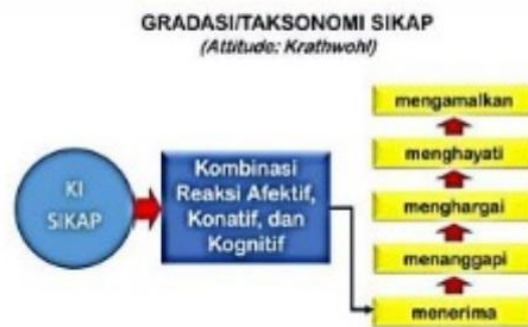 GRADASI/TAKSONOMI SIKAP
(Attitude: Krathwohl)
KI
SIKAP
Kombinasi
Reaksi Afektif,
Konatif, dan
Kognitif
mengamalkan
menghayati
menghargai
menanggapi
menerima